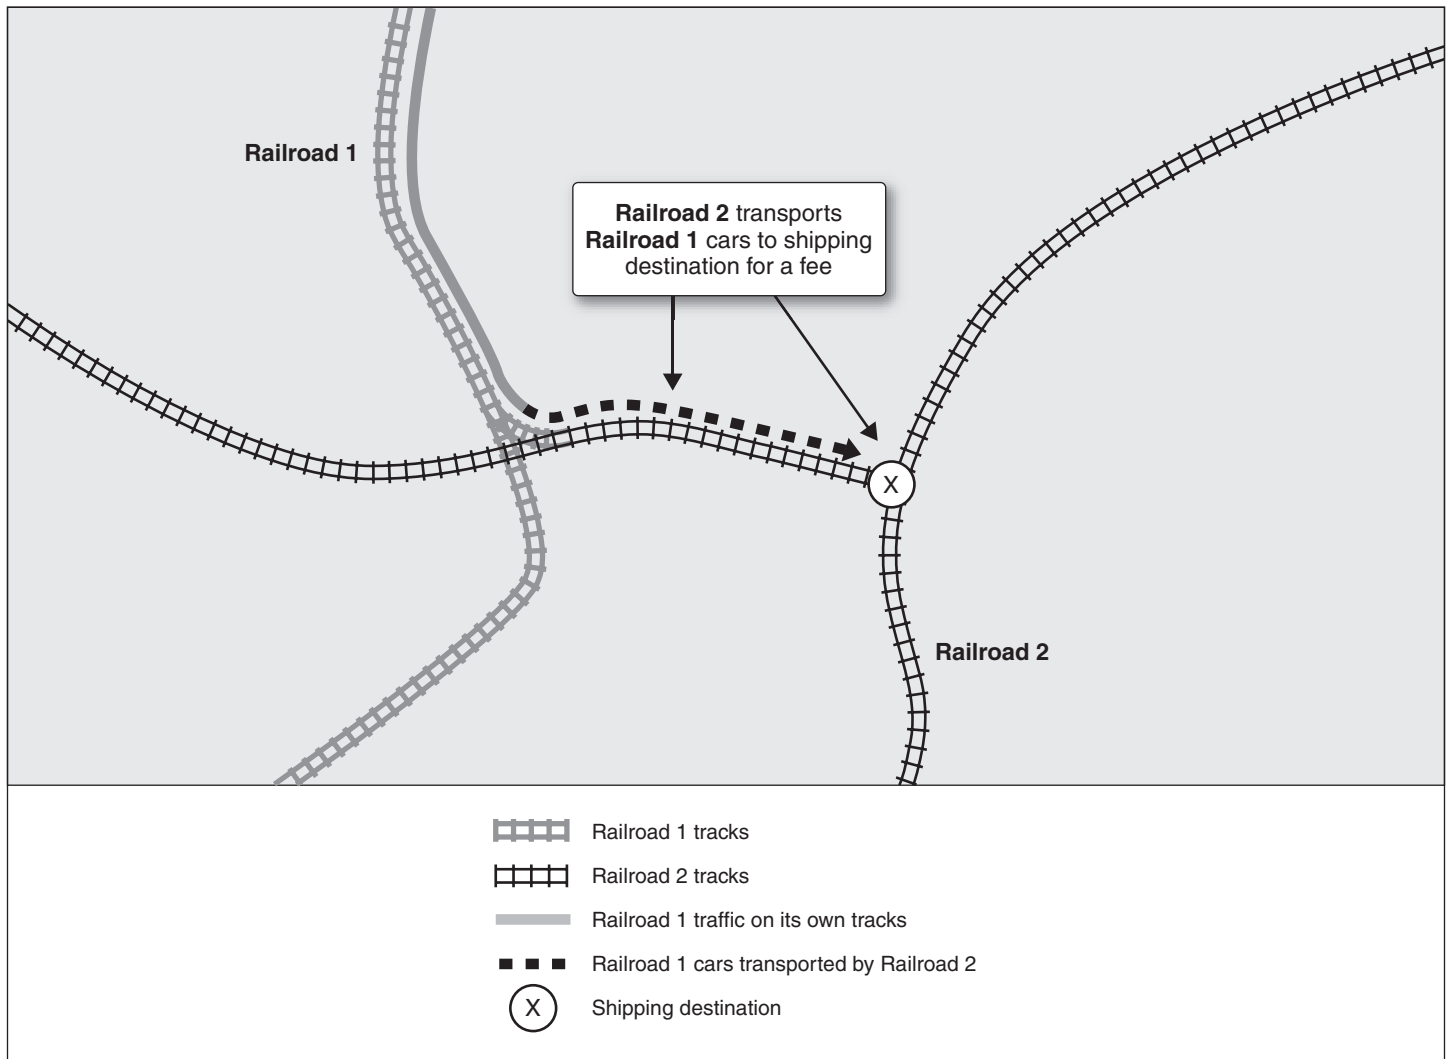 Railroad 1
Railroad 2 transports
Railroad 1 cars to shipping
destination for a fee
X
Railroad 2
Railroad 1 tracks
Railroad 2 tracks
Railroad 1 traffic on its own tracks
Railroad 1 cars transported by Railroad 2
X Shipping destination